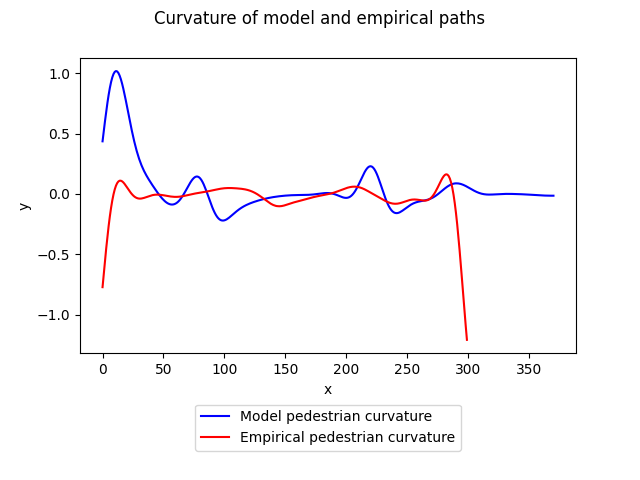 Curvature of model and empirical paths
1.0
0.5
0.0
−0.5
−1.0
y
0 50 100 150 200 250 300 350
x
Model pedestrian curvature
Empirical pedestrian curvature